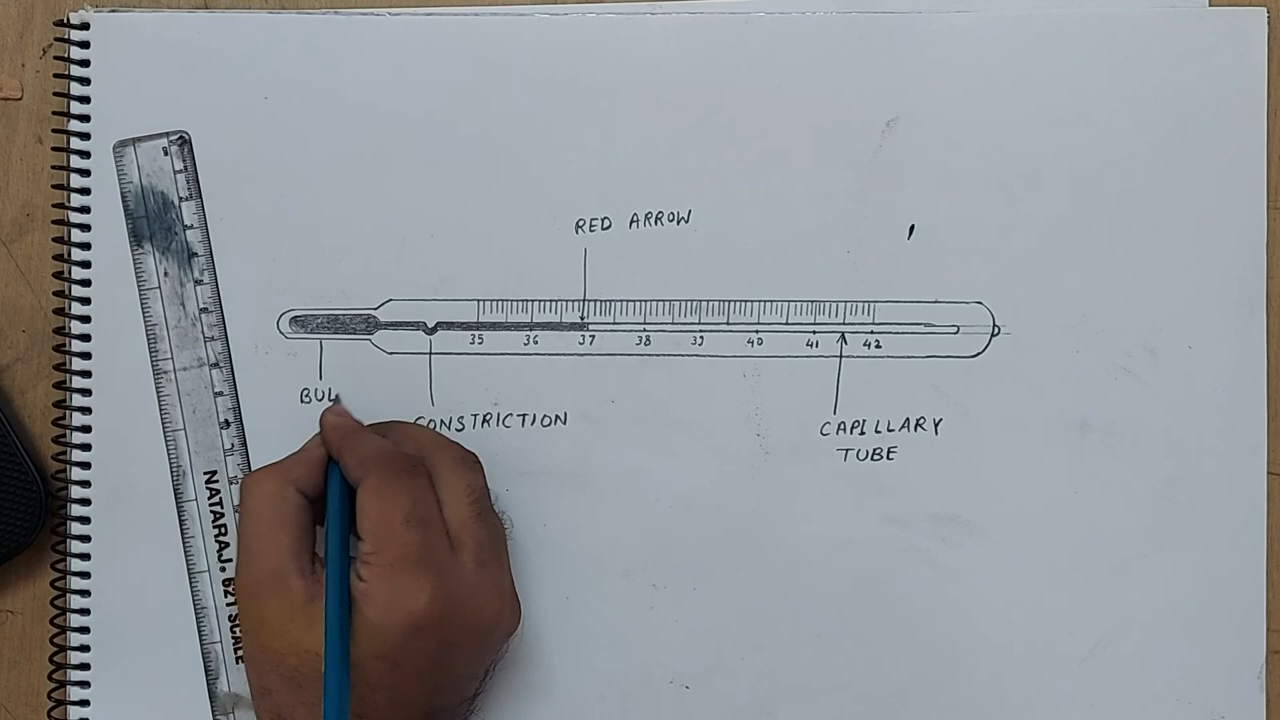 RED ARROW
35 36 37 38 39 40 41 42
BUL
CONSTRICTION
CAPILLARY
TUBE
NATARAJ. 621 SCALE